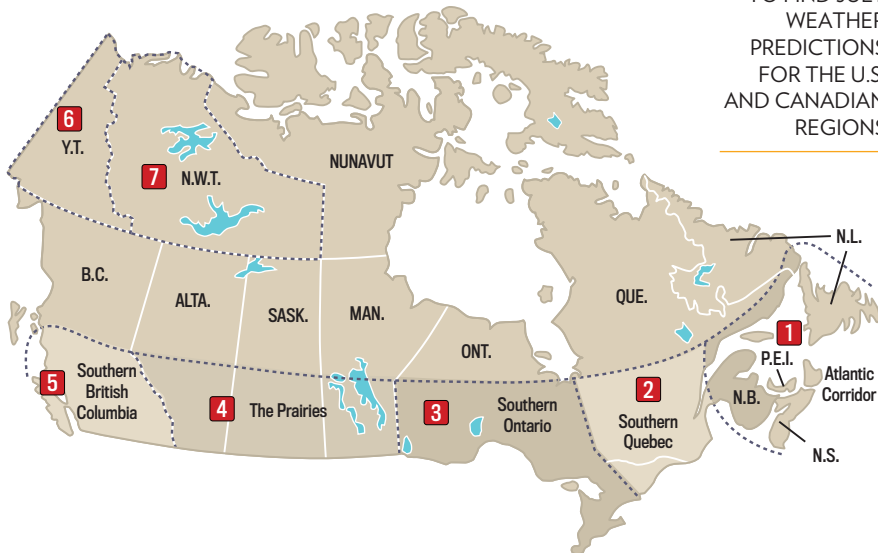 WEATHER
PREDICTIONS
FOR THE U.S.
AND CANADIAN
REGIONS
6
Y.T.
7
N.W.T.
NUNAVUT
N.L.
B.C.
ALTA.
SASK.
MAN.
ONT.
QUE.
1
P.E.I.
Atlantic
Corridor
N.B.
N.S.
5
Southern
British
Columbia
4
The Prairies
3
Southern
Ontario
2
Southern
Quebec